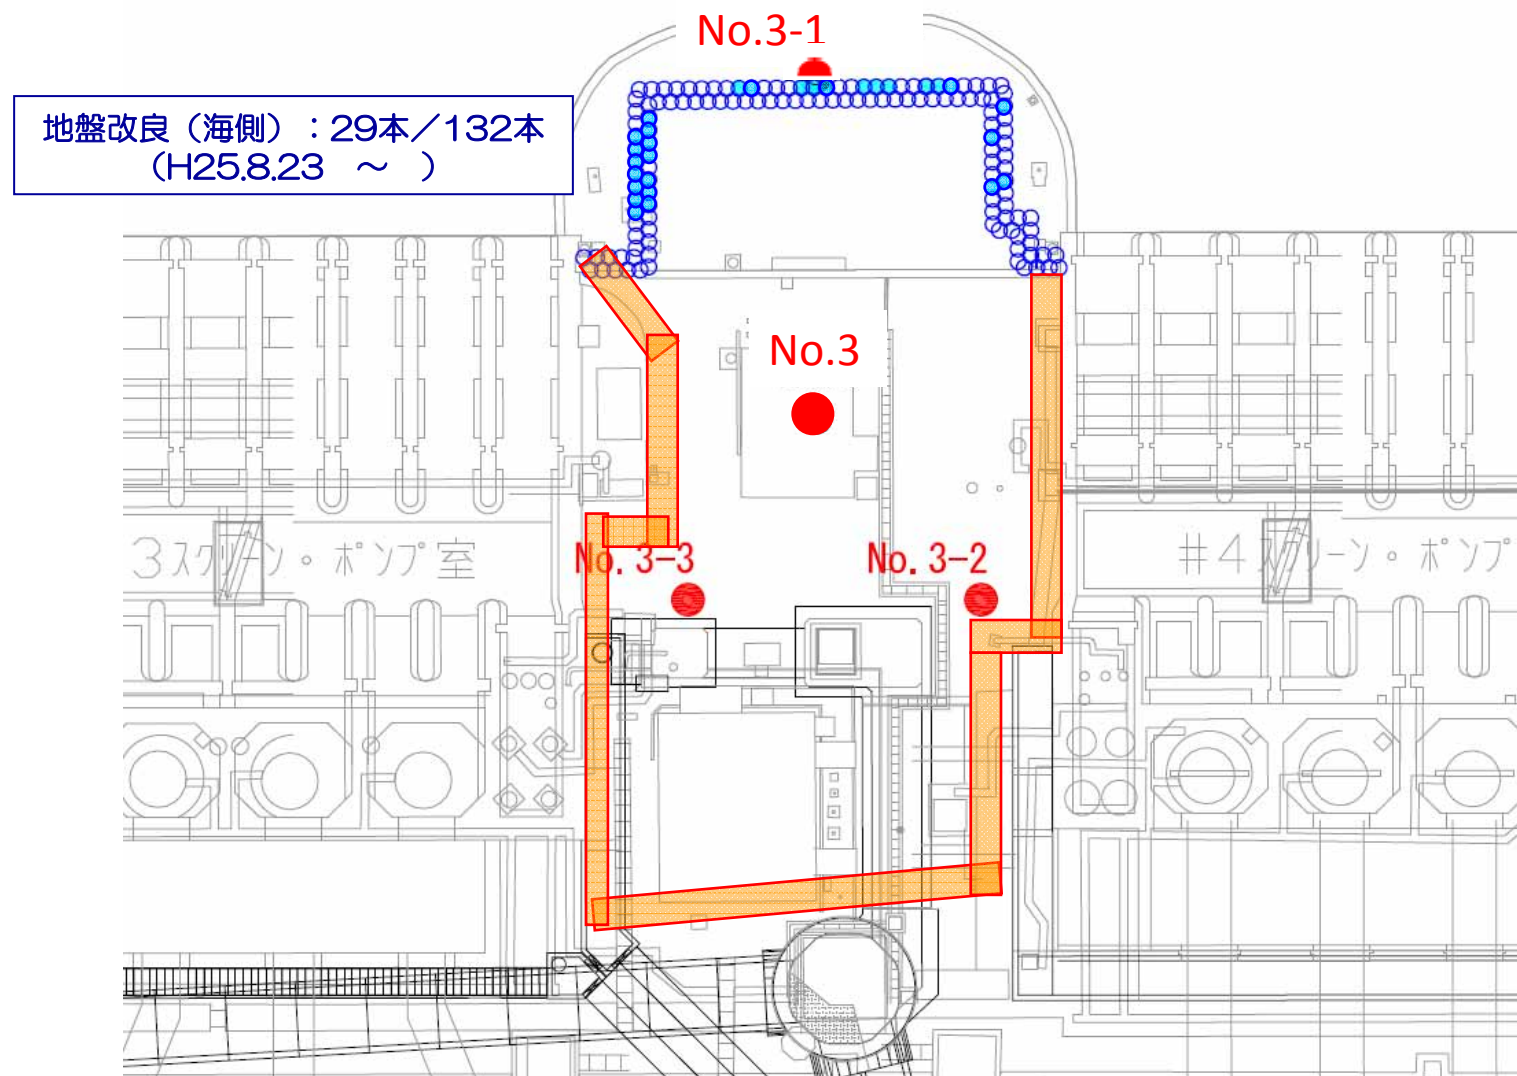 No.3-1
地盤改良（海側）：29本／132本
（H25.8.23　～　）
No.3
3スクリーン・ポンプ室
No.3-3
No.3-2
#4スクリーン・ポンプ